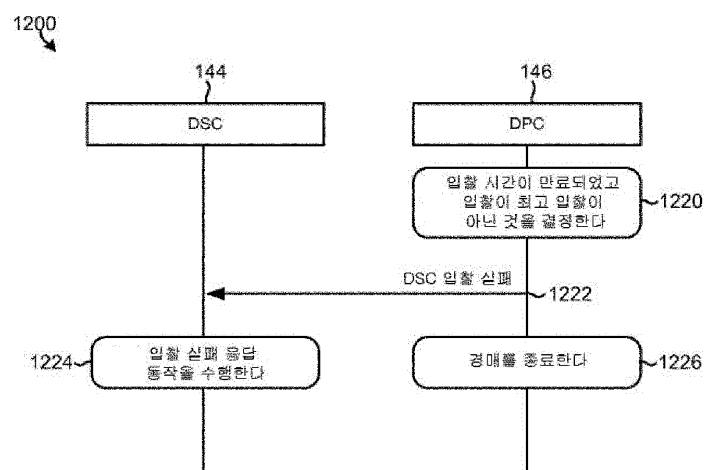 1200
144
146
DSC
DPC
입찰 시간이 만료되었고
입찰이 최고 입찰이
아닌 것을 결정한다
1220
DSC 입찰 실패
1222
1224
입찰 실패 응답
동작을 수행한다
경매를 종료한다
1226